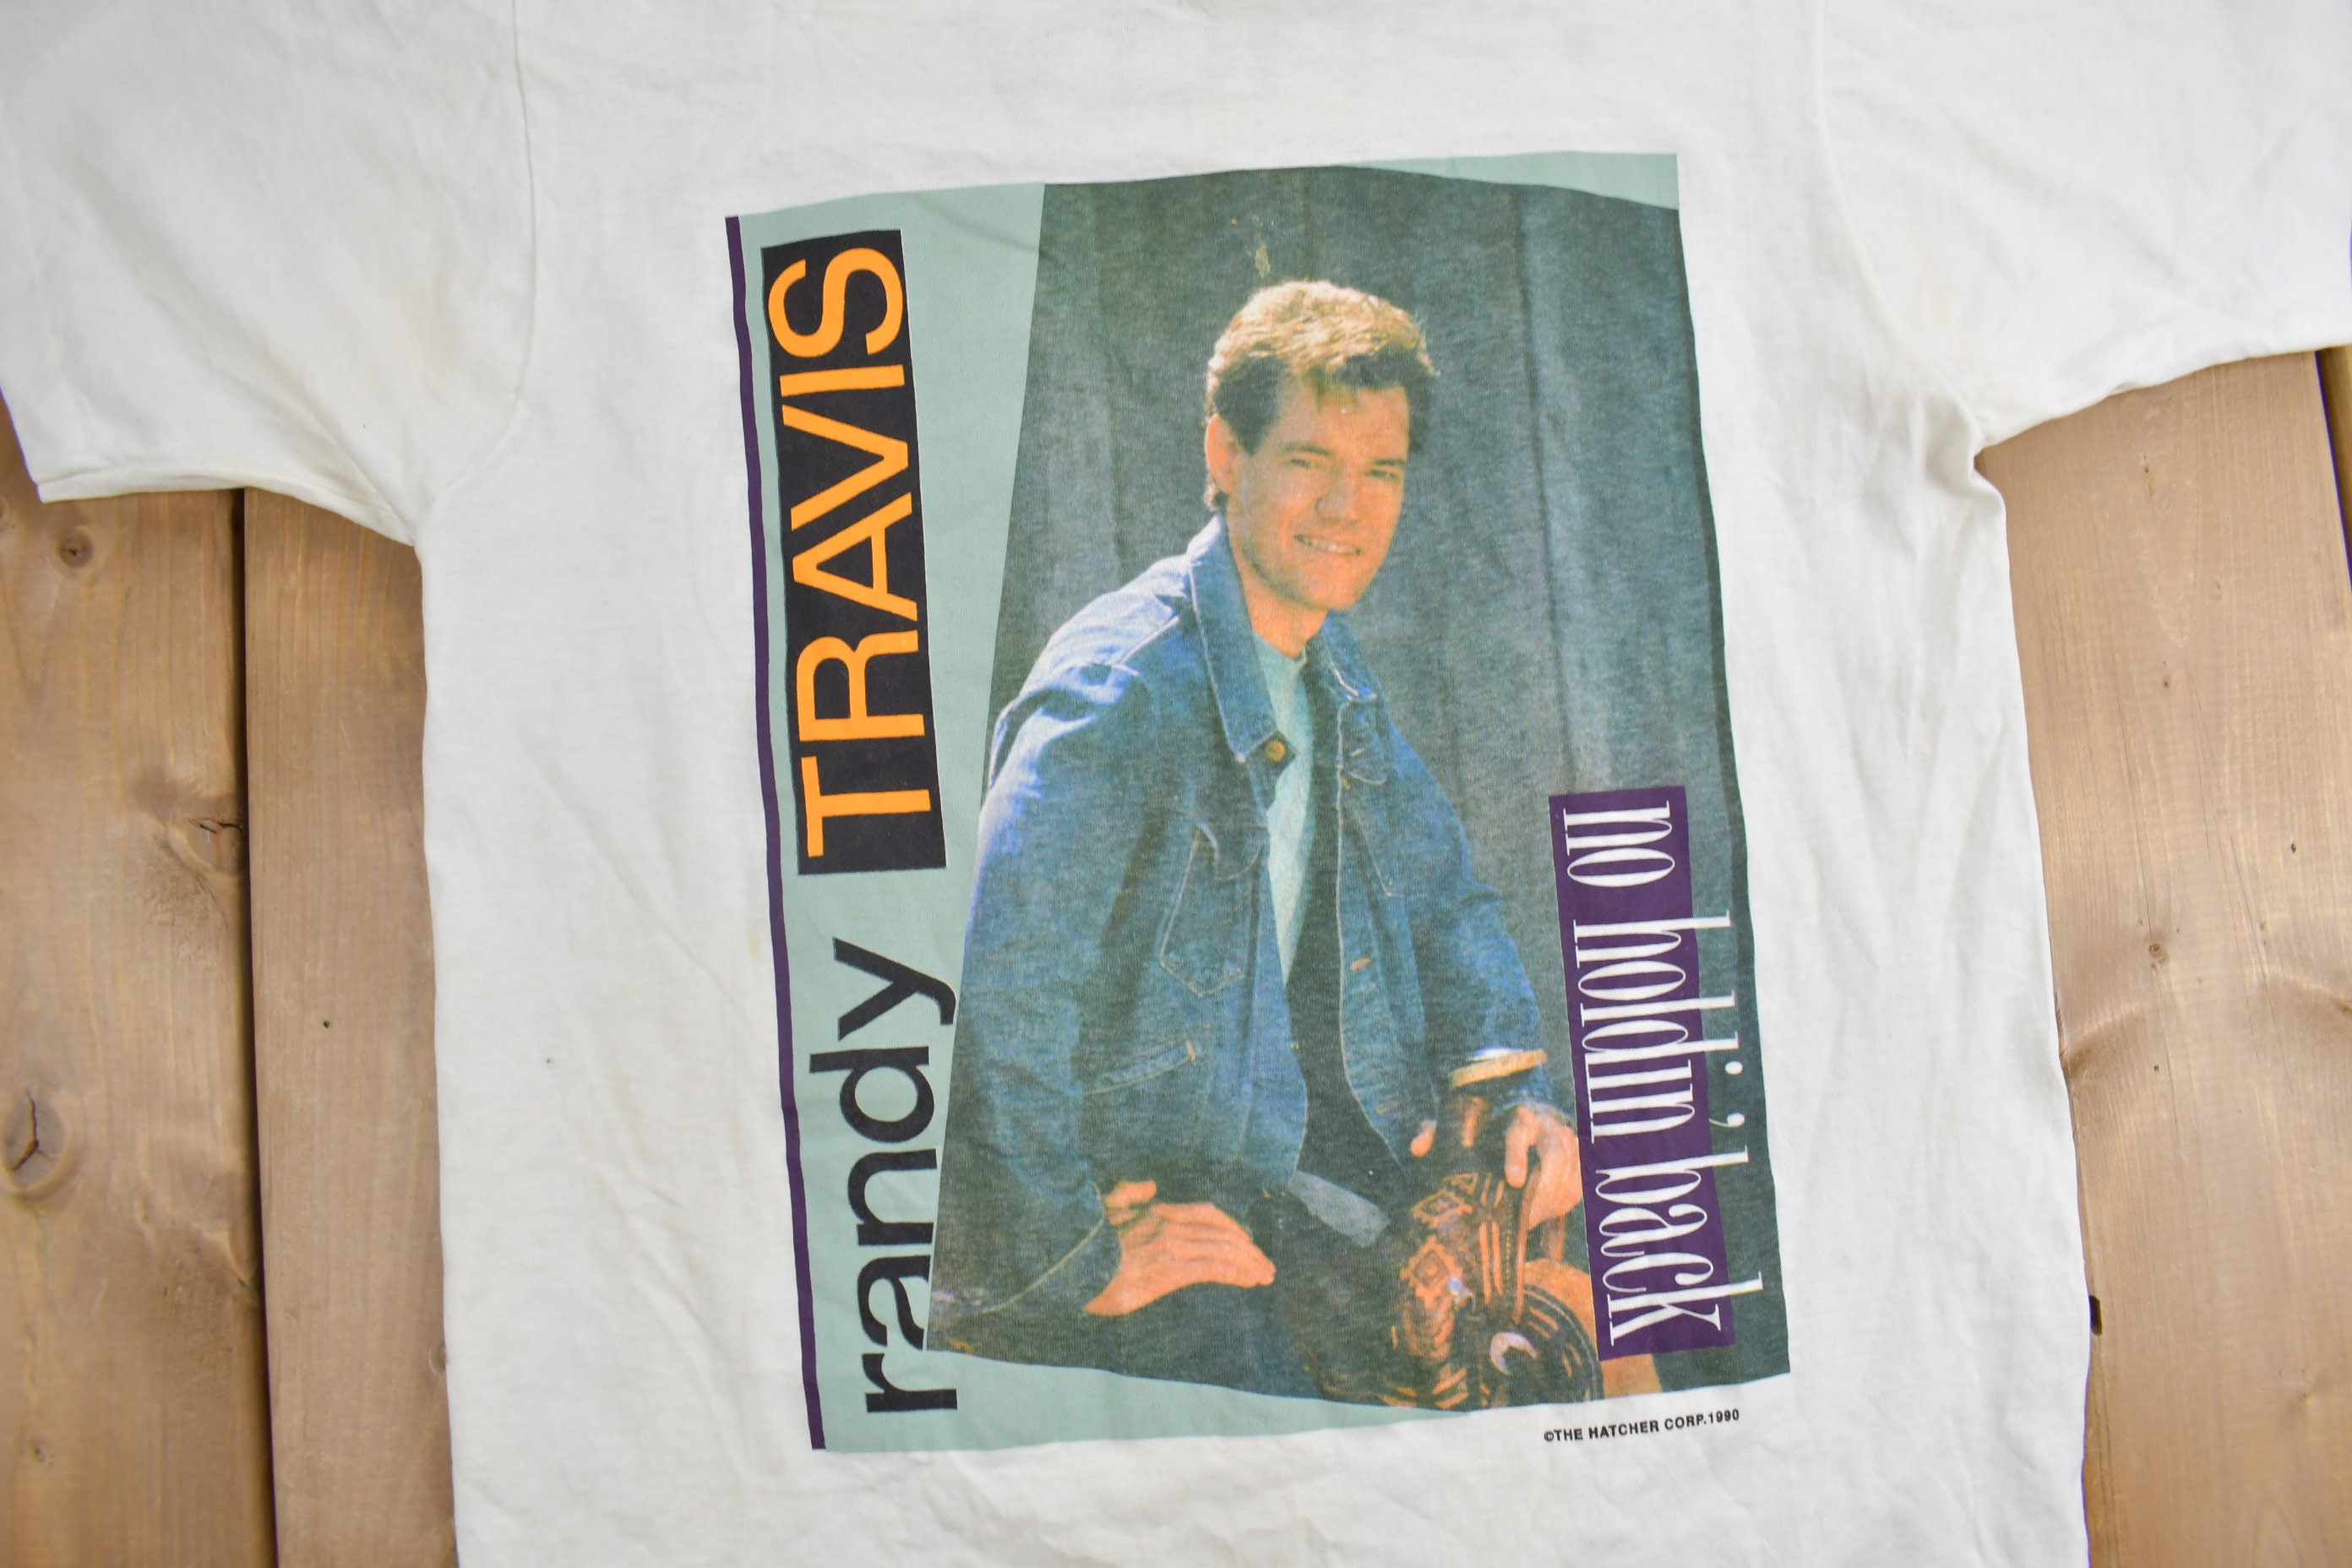 randy TRAVIS
no holdin' back
©THE HATCHER CORP.1990